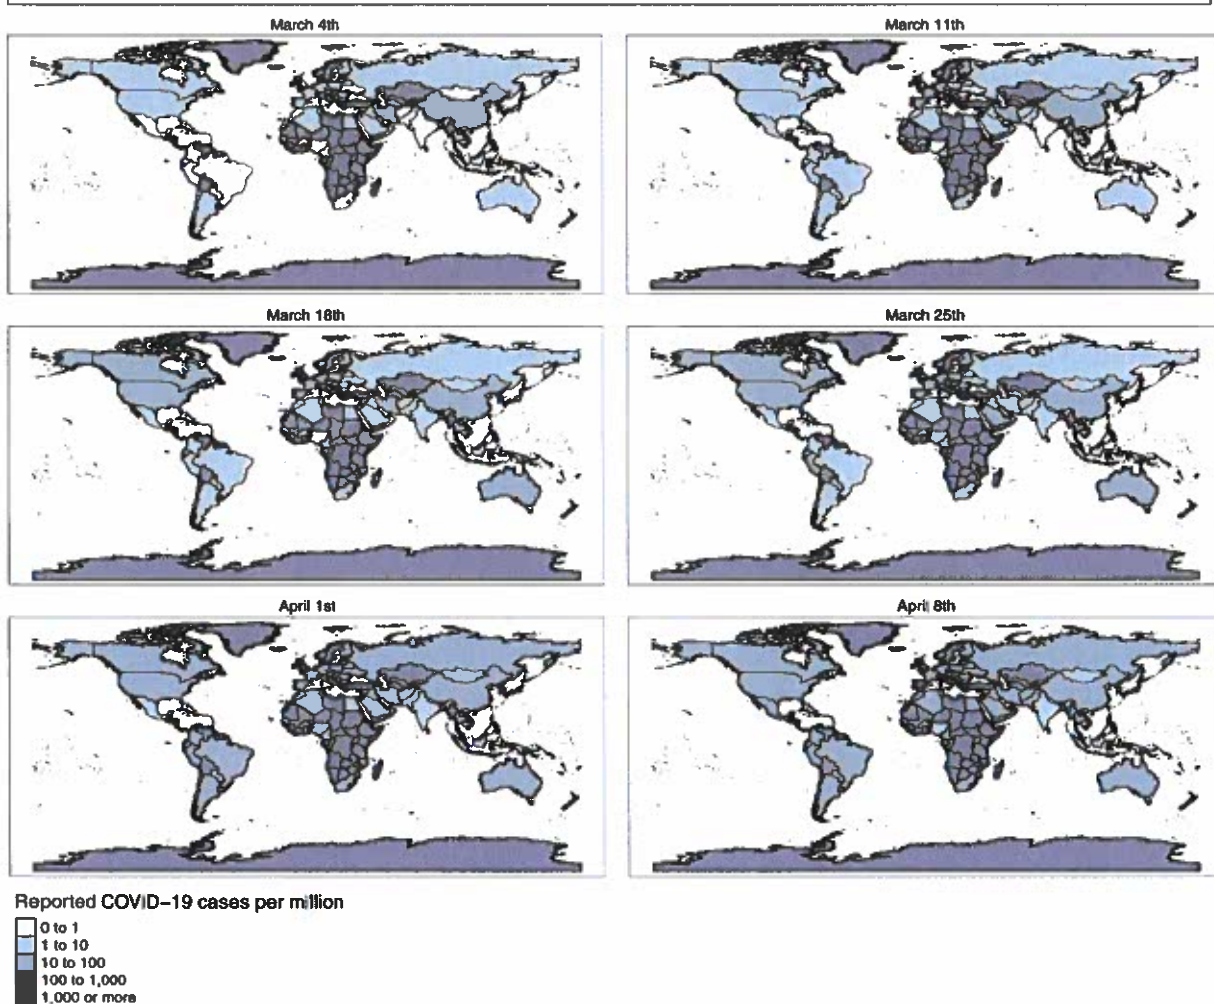 March 4th
March 11th
March 18th
March 25th
April 1st
April 8th
Reported COVID-19 cases per million
0 to 1
1 to 10
10 to 100
100 to 1,000
1,000 or more